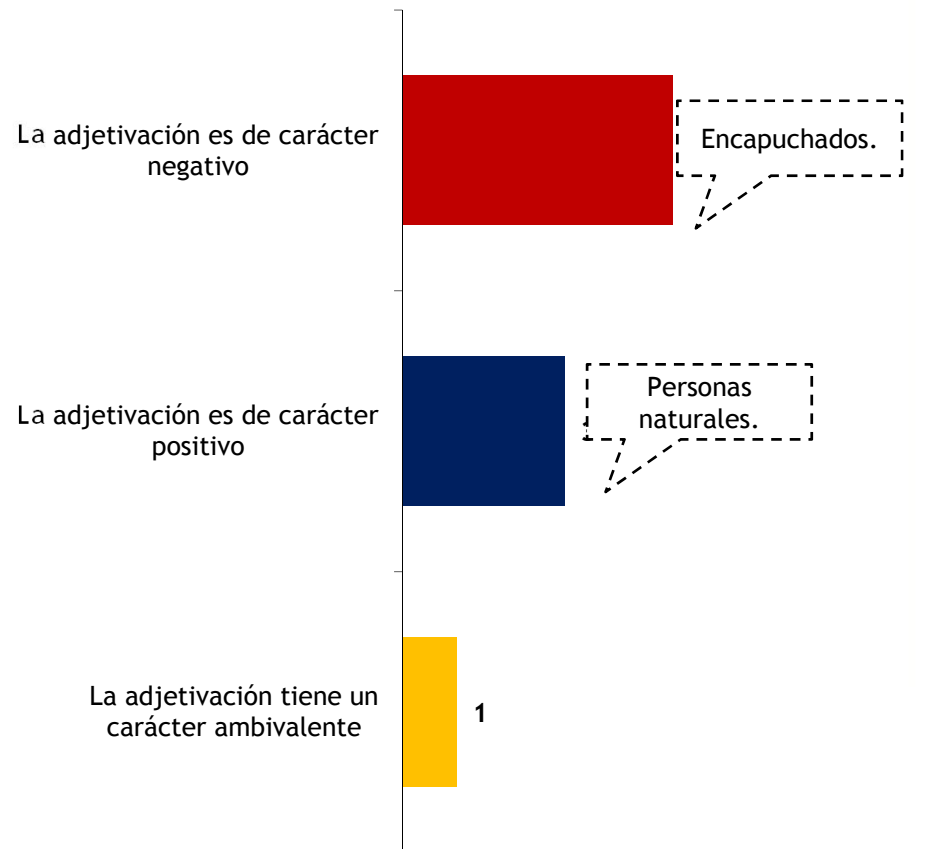 La adjetivación es de carácter
negativo
Encapuchados.
La adjetivación es de carácter
positivo
Personas
naturales.
La adjetivación tiene un
carácter ambivalente
1